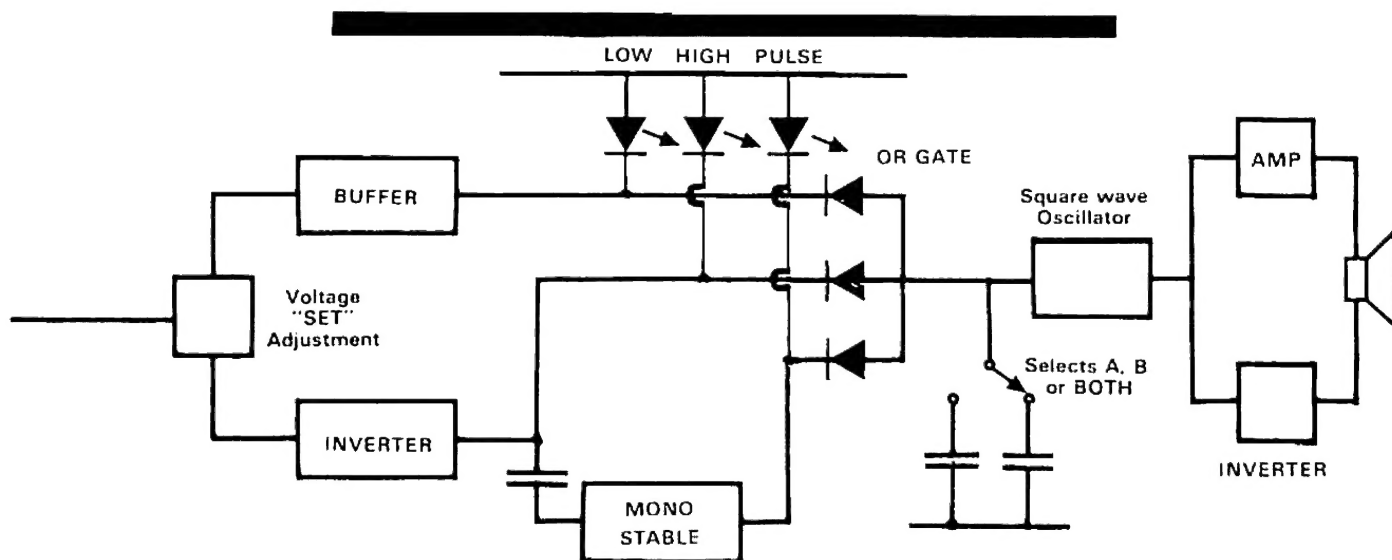 LOW HIGH PULSE
OR GATE
BUFFER
Voltage
"SET"
Adjustment
INVERTER
MONO
STABLE
Square wave
Oscillator
Selects A, B
or BOTH
AMP
INVERTER